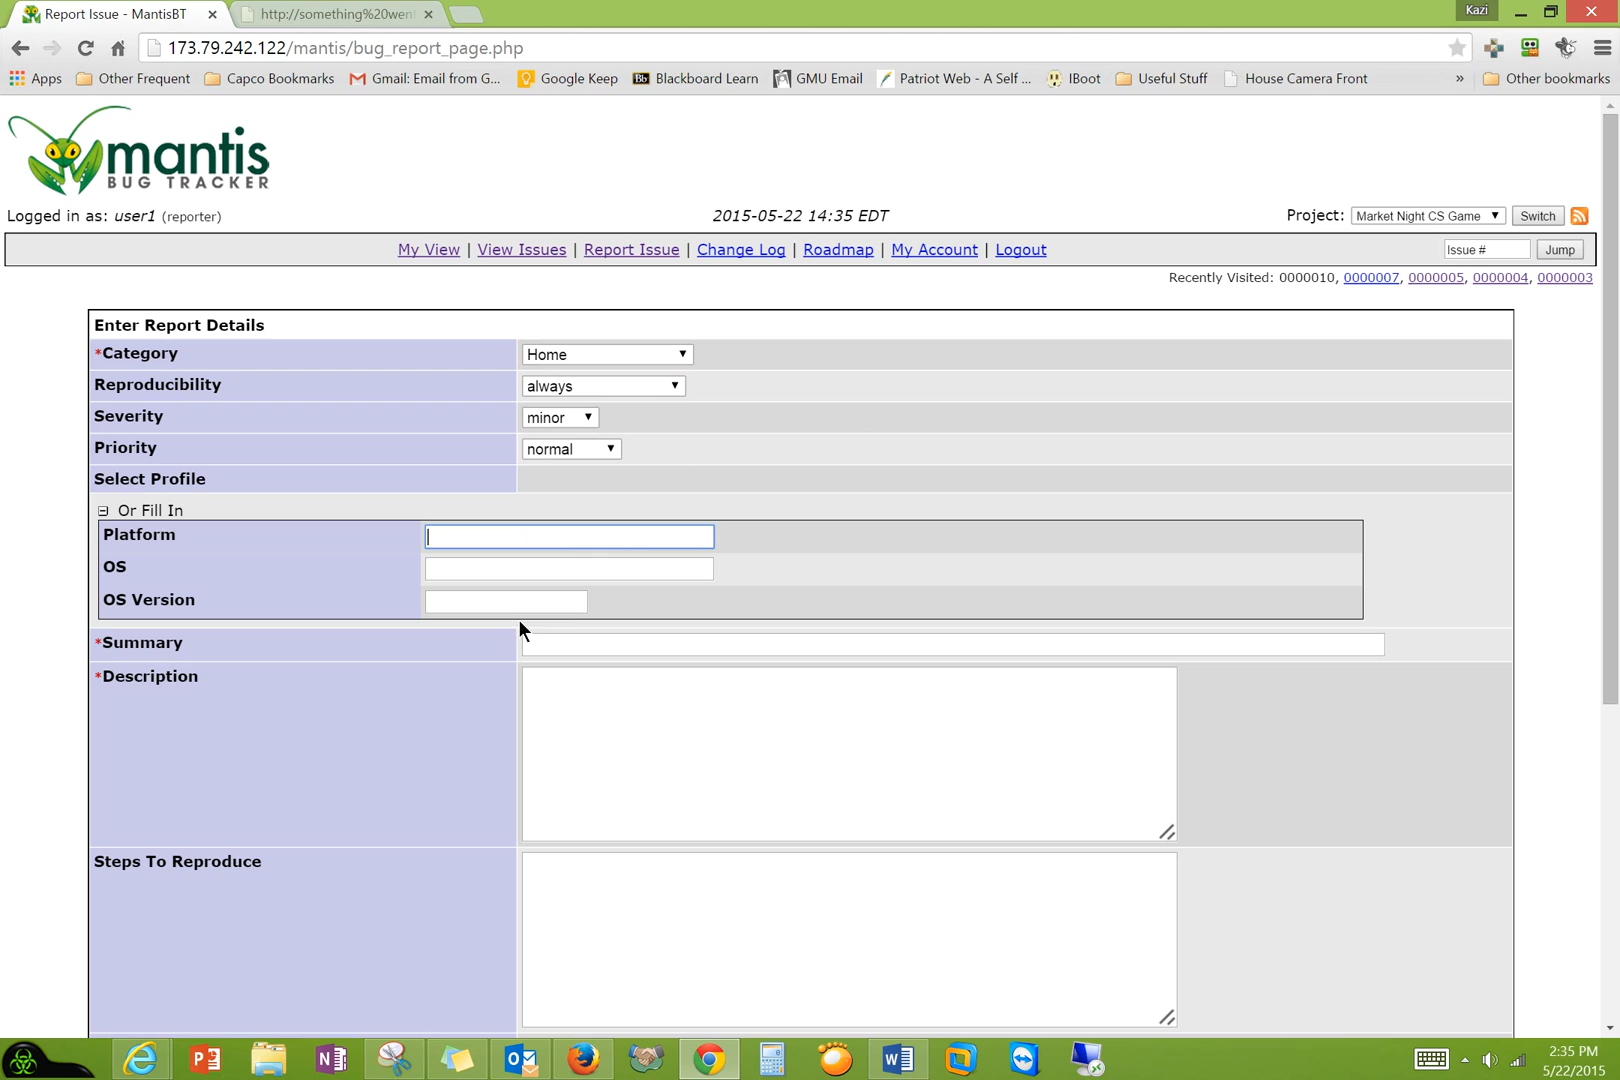 Report Issue - MantisBT
http://something%20wen
Kazi
173.79.242.122/mantis/bug_report_page.php
Apps Other Frequent Capco Bookmarks Gmail: Email from G... Google Keep Bb Blackboard Learn GMU Email Patriot Web - A Self ... IBoot Useful Stuff House Camera Front » Other bookmarks
mantis
BUG TRACKER
Logged in as: user1 (reporter) 2015-05-22 14:35 EDT Project: Market Night CS Game Switch
My View | View Issues | Report Issue | Change Log | Roadmap | My Account | Logout Issue # Jump
Recently Visited: 0000010, 0000007, 0000005, 0000004, 0000003
Enter Report Details
*Category Home
Reproducibility always
Severity minor
Priority normal
Select Profile
Or Fill In
Platform
OS
OS Version
*Summary
*Description
Steps To Reproduce
2:35 PM
5/22/2015